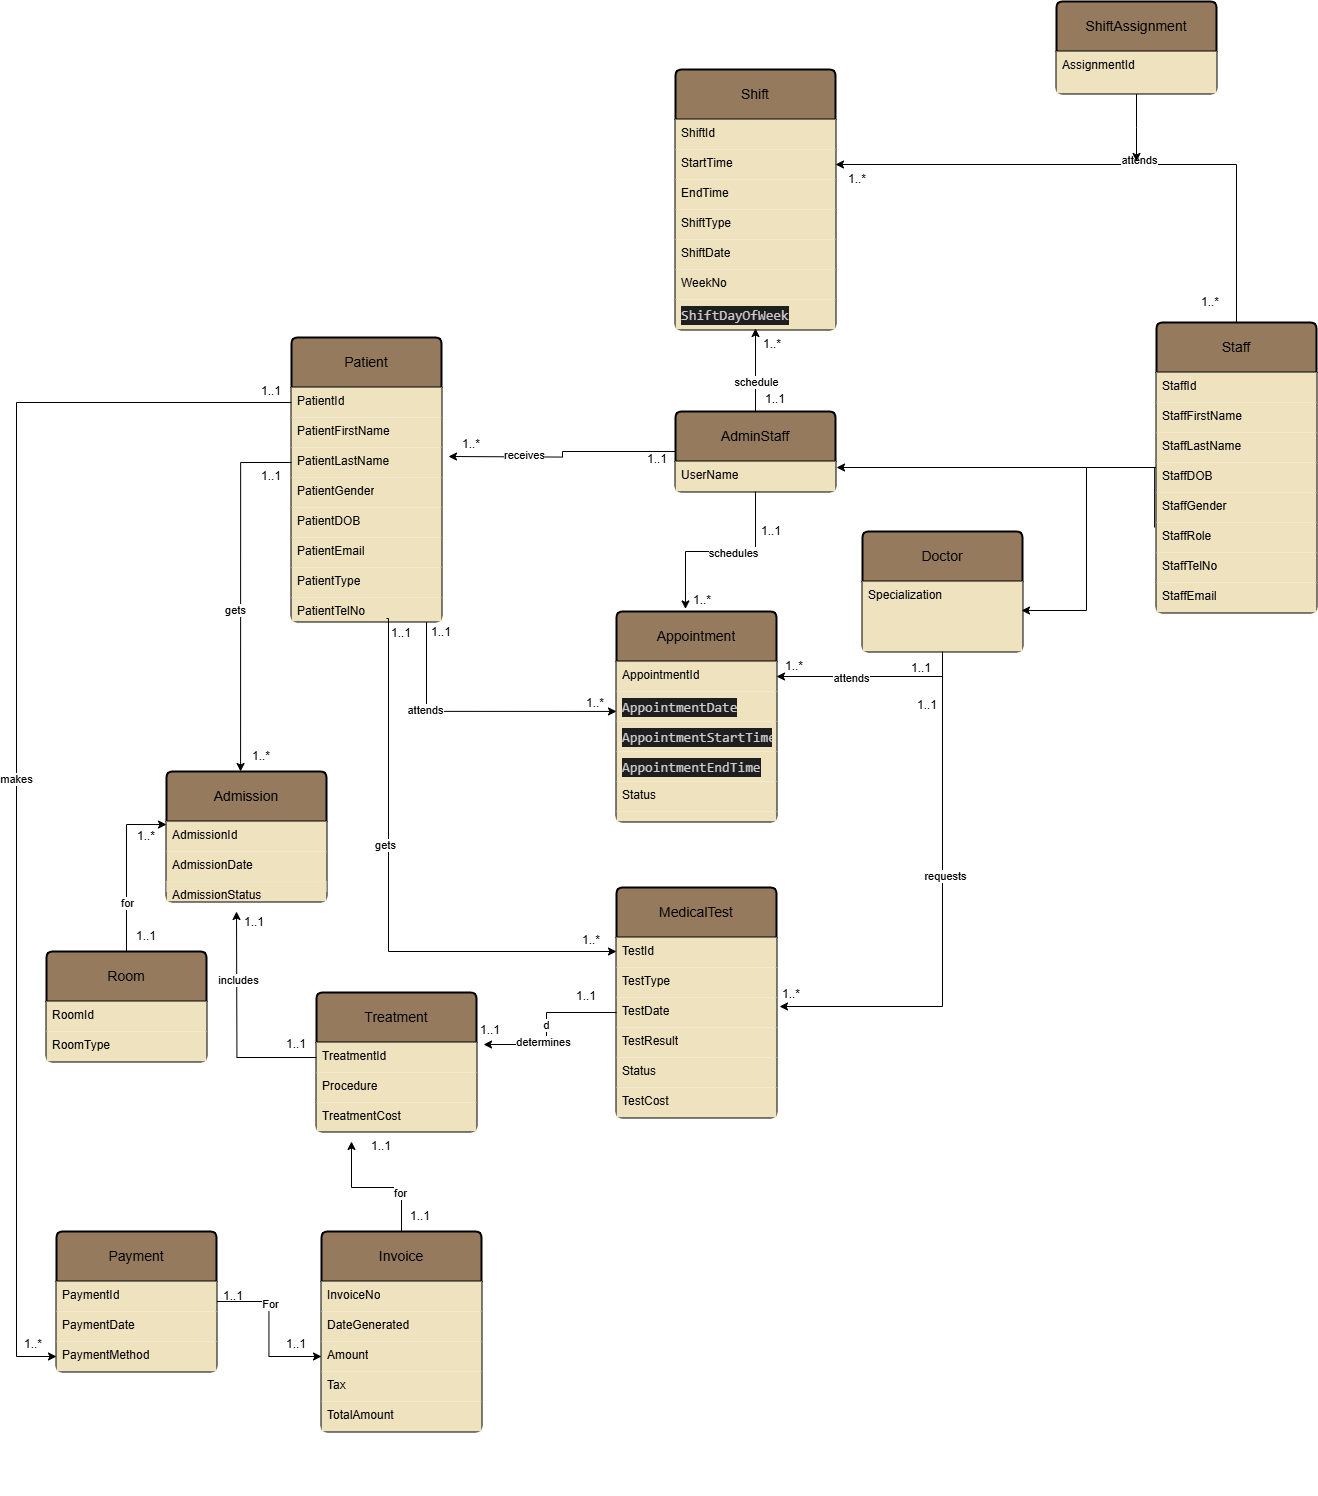 ShiftAssignment
AssignmentId
Shift
ShiftId
StartTime
EndTime
ShiftType
ShiftDate
WeekNo
ShiftDayOfWeek
attends
1..*
1..*
Staff
StaffId
StaffFirstName
StaffLastName
StaffDOB
StaffGender
StaffRole
StaffTelNo
StaffEmail
1..*
schedule
1..1
AdminStaff
UserName
Patient
PatientId
PatientFirstName
PatientLastName
PatientGender
PatientDOB
PatientEmail
PatientType
PatientTelNo
1..1
1..1
1..*
receives
1..1
1..1
schedules
1..*
Doctor
Specialization
gets
1..1
1..1
Appointment
AppointmentId
AppointmentDate
AppointmentStartTime
AppointmentEndTime
Status
1..*
attends
1..1
1..1
attends
1..*
makes
1..*
Admission
AdmissionId
AdmissionDate
AdmissionStatus
1..*
for
1..1
gets
1..*
requests
1..*
MedicalTest
TestId
TestType
TestDate
TestResult
Status
TestCost
1..1
includes
1..1
Room
RoomId
RoomType
Treatment
TreatmentId
Procedure
TreatmentCost
1..1
1..1
d
determines
1..1
for
1..1
Payment
PaymentId
PaymentDate
PaymentMethod
1..*
1..1
For
1..1
Invoice
InvoiceNo
DateGenerated
Amount
Tax
TotalAmount